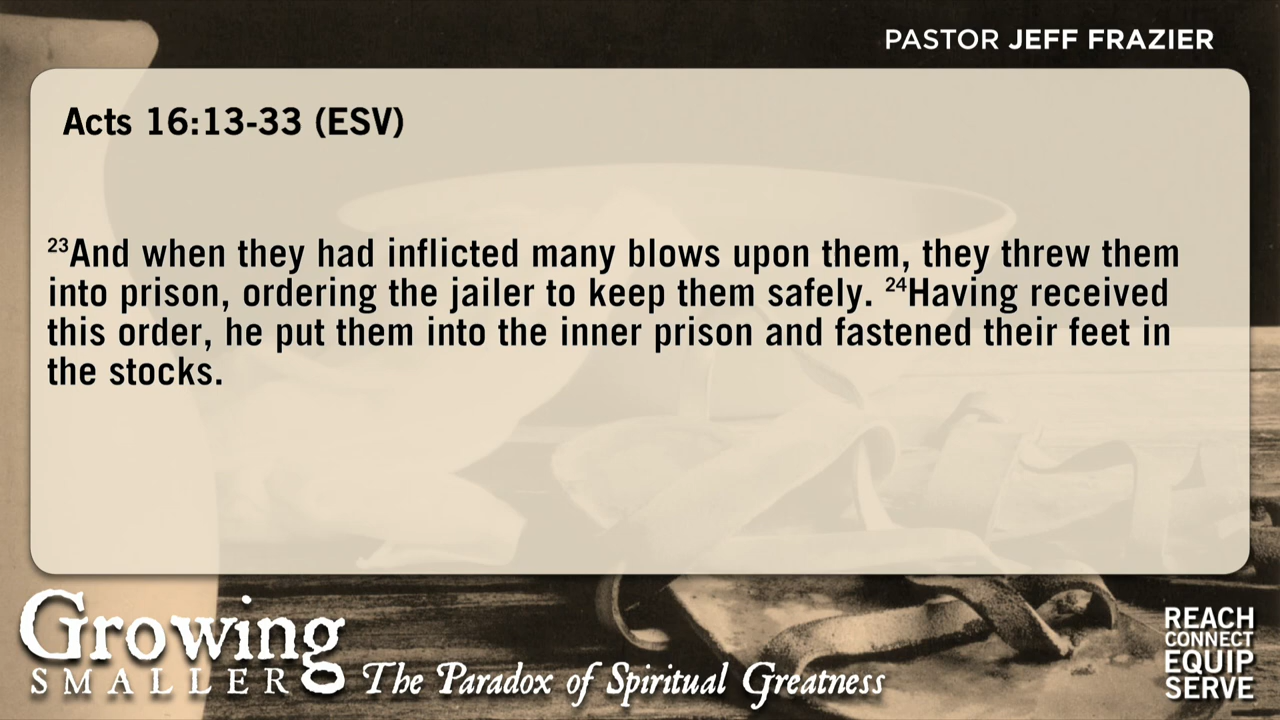 PASTOR JEFF FRAZIER
Acts 16:13-33 (ESV)
²³And when they had inflicted many blows upon them, they threw them
into prison, ordering the jailer to keep them safely. ²⁴Having received
this order, he put them into the inner prison and fastened their feet in
the stocks.
Growing
SMALLER
The Paradox of Spiritual Greatness
REACH
CONNECT
EQUIP
SERVE